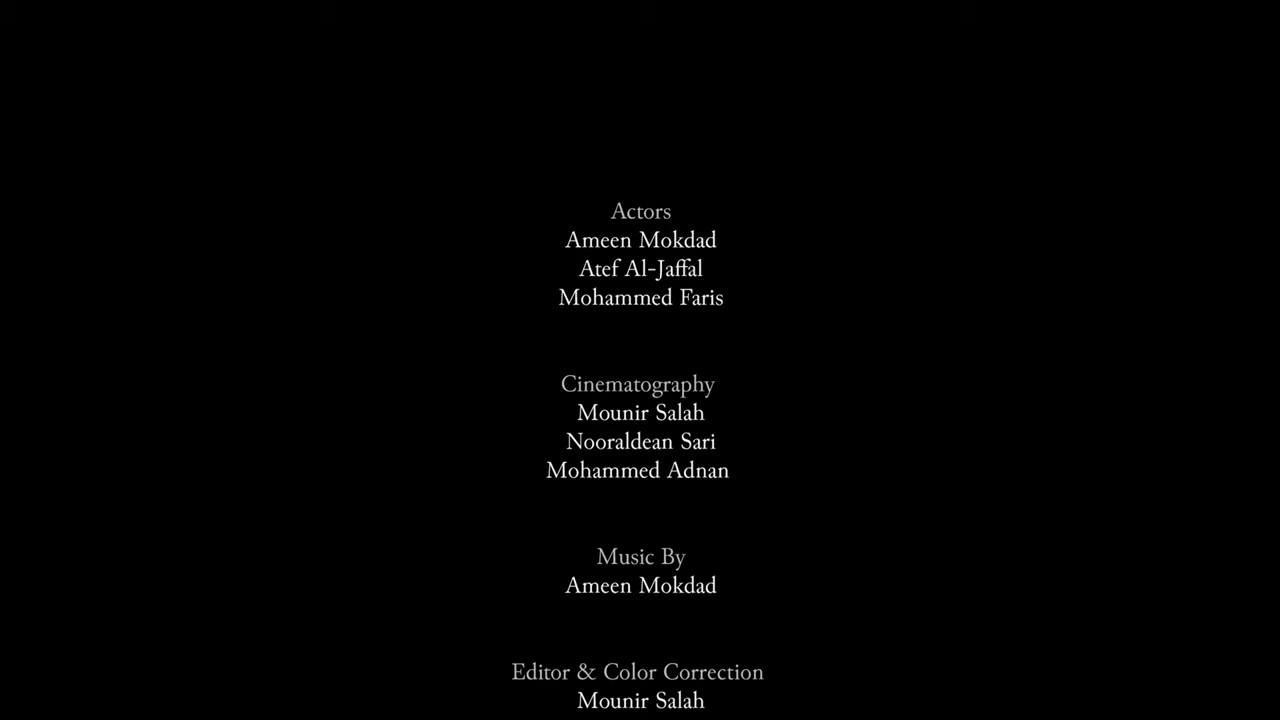 Actors
Ameen Mokdad
Atef Al-Jaffal
Mohammed Faris
Cinematography
Mounir Salah
Nooraldean Sari
Mohammed Adnan
Music By
Ameen Mokdad
Editor & Color Correction
Mounir Salah